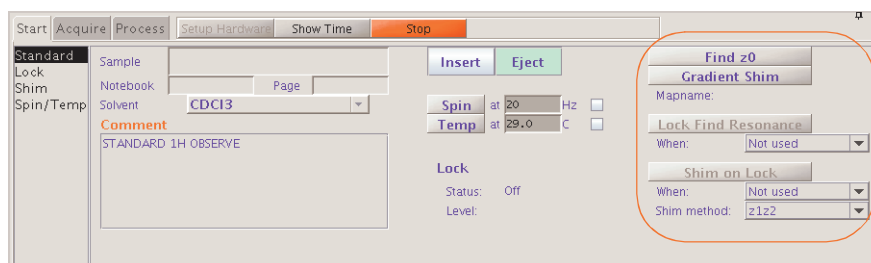 Start Acquire Process Setup Hardware Show Time Stop
Standard
Lock
Shim
Spin/Temp
Sample
Notebook Page
Solvent CDCl3
Comment
STANDARD 1H OBSERVE
Insert Eject
Spin at 20 Hz
Temp at 29.0 C
Lock
Status: Off
Level:
Find z0
Gradient Shim
Mapname:
Lock Find Resonance
When: Not used
Shim on Lock
When: Not used
Shim method: z1z2